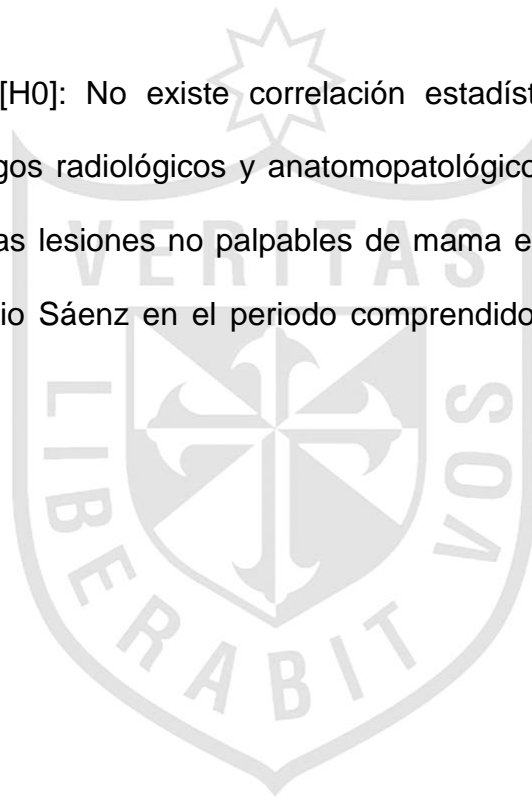 [H0]: No existe correlación estadíst
gos radiológicos y anatomopatológico
as lesiones no palpables de mama e
io Sáenz en el periodo comprendido
VERITAS
LIBERABIT
VOS